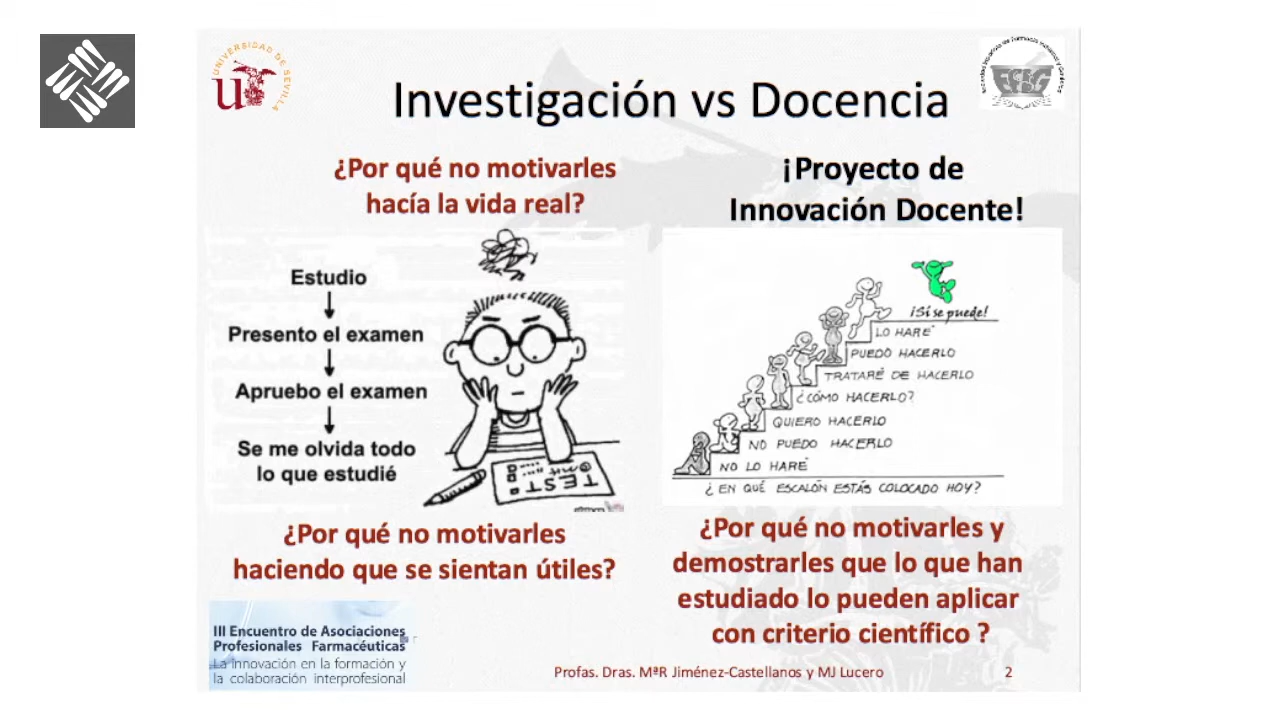 UNIVERSIDAD DE SEVILLA
Investigación vs Docencia
¿Por qué no motivarles
hacía la vida real?
¡Proyecto de
Innovación Docente!
Estudio
Presento el examen
Apruebo el examen
Se me olvida todo
lo que estudié
TEST
¡Sí se puede!
LO HARÉ
PUEDO HACERLO
TRATARÉ DE HACERLO
¿CÓMO HACERLO?
QUIERO HACERLO
NO PUEDO HACERLO
NO LO HARÉ
¿EN QUÉ ESCALÓN ESTÁS COLOCADO HOY?
¿Por qué no motivarles
haciendo que se sientan útiles?
¿Por qué no motivarles y
demostrarles que lo que han
estudiado lo pueden aplicar
con criterio científico ?
III Encuentro de Asociaciones
Profesionales Farmacéuticas
La innovación en la formación y
la colaboración interprofesional
Profas. Dras. MªR Jiménez-Castellanos y MJ Lucero
2